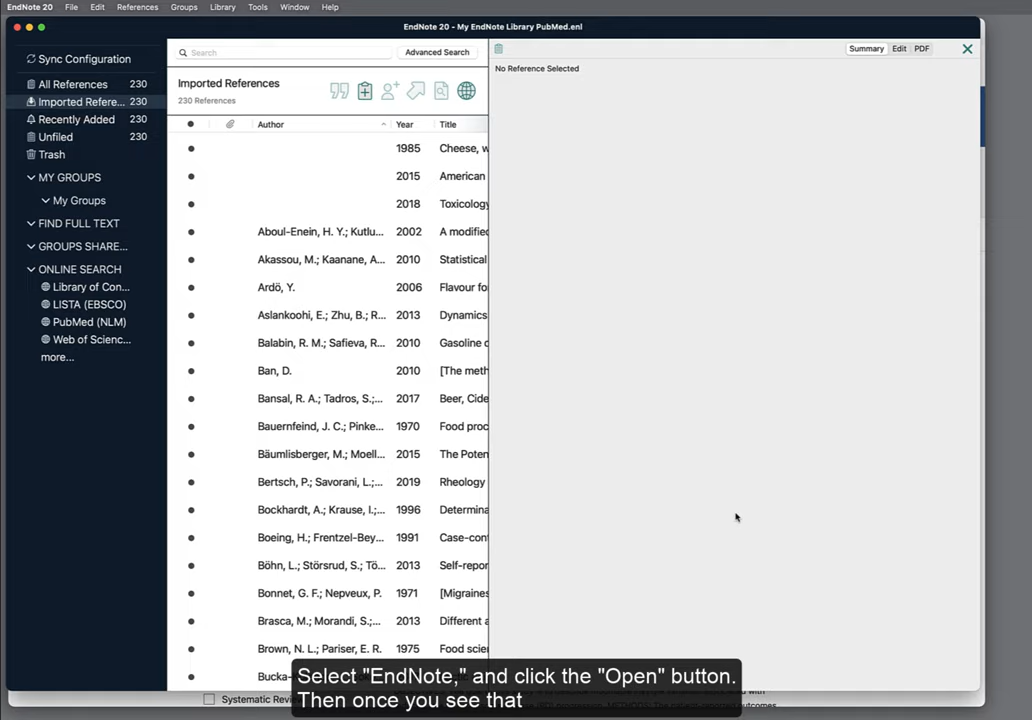 EndNote 20 File Edit References Groups Library Tools Window Help
EndNote 20 - My EndNote Library PubMed.enl
Sync Configuration
All References 230
Imported Refere... 230
Recently Added 230
Unfiled 230
Trash
MY GROUPS
My Groups
FIND FULL TEXT
GROUPS SHARE...
ONLINE SEARCH
Library of Con...
LISTA (EBSCO)
PubMed (NLM)
Web of Scienc...
more...
Search Advanced Search
Imported References
230 References
Author Year Title
1985 Cheese, w
2015 American
2018 Toxicology
Aboul-Enein, H. Y.; Kutlu... 2002 A modifie
Akassou, M.; Kaanane, A... 2010 Statistical
Ardö, Y. 2006 Flavour fo
Aslankoohi, E.; Zhu, B.; R... 2013 Dynamics
Balabin, R. M.; Safieva, R... 2010 Gasoline c
Ban, D. 2010 [The meth
Bansal, R. A.; Tadros, S.;... 2017 Beer, Cide
Bauernfeind, J. C.; Pinke... 1970 Food proc
Bäumlisberger, M.; Moell... 2015 The Poten
Bertsch, P.; Savorani, L.;... 2019 Rheology
Bockhardt, A.; Krause, I.;... 1996 Determina
Boeing, H.; Frentzel-Bey... 1991 Case-cont
Böhn, L.; Störsrud, S.; Tö... 2013 Self-repor
Bonnet, G. F.; Nepveux, P. 1971 [Migraines
Brasca, M.; Morandi, S.;... 2013 Different a
Brown, N. L.; Pariser, E. R. 1975 Food scie
Bucka-
Summary Edit PDF
No Reference Selected
Systematic Revie
Select "EndNote," and click the "Open" button.
Then once you see that